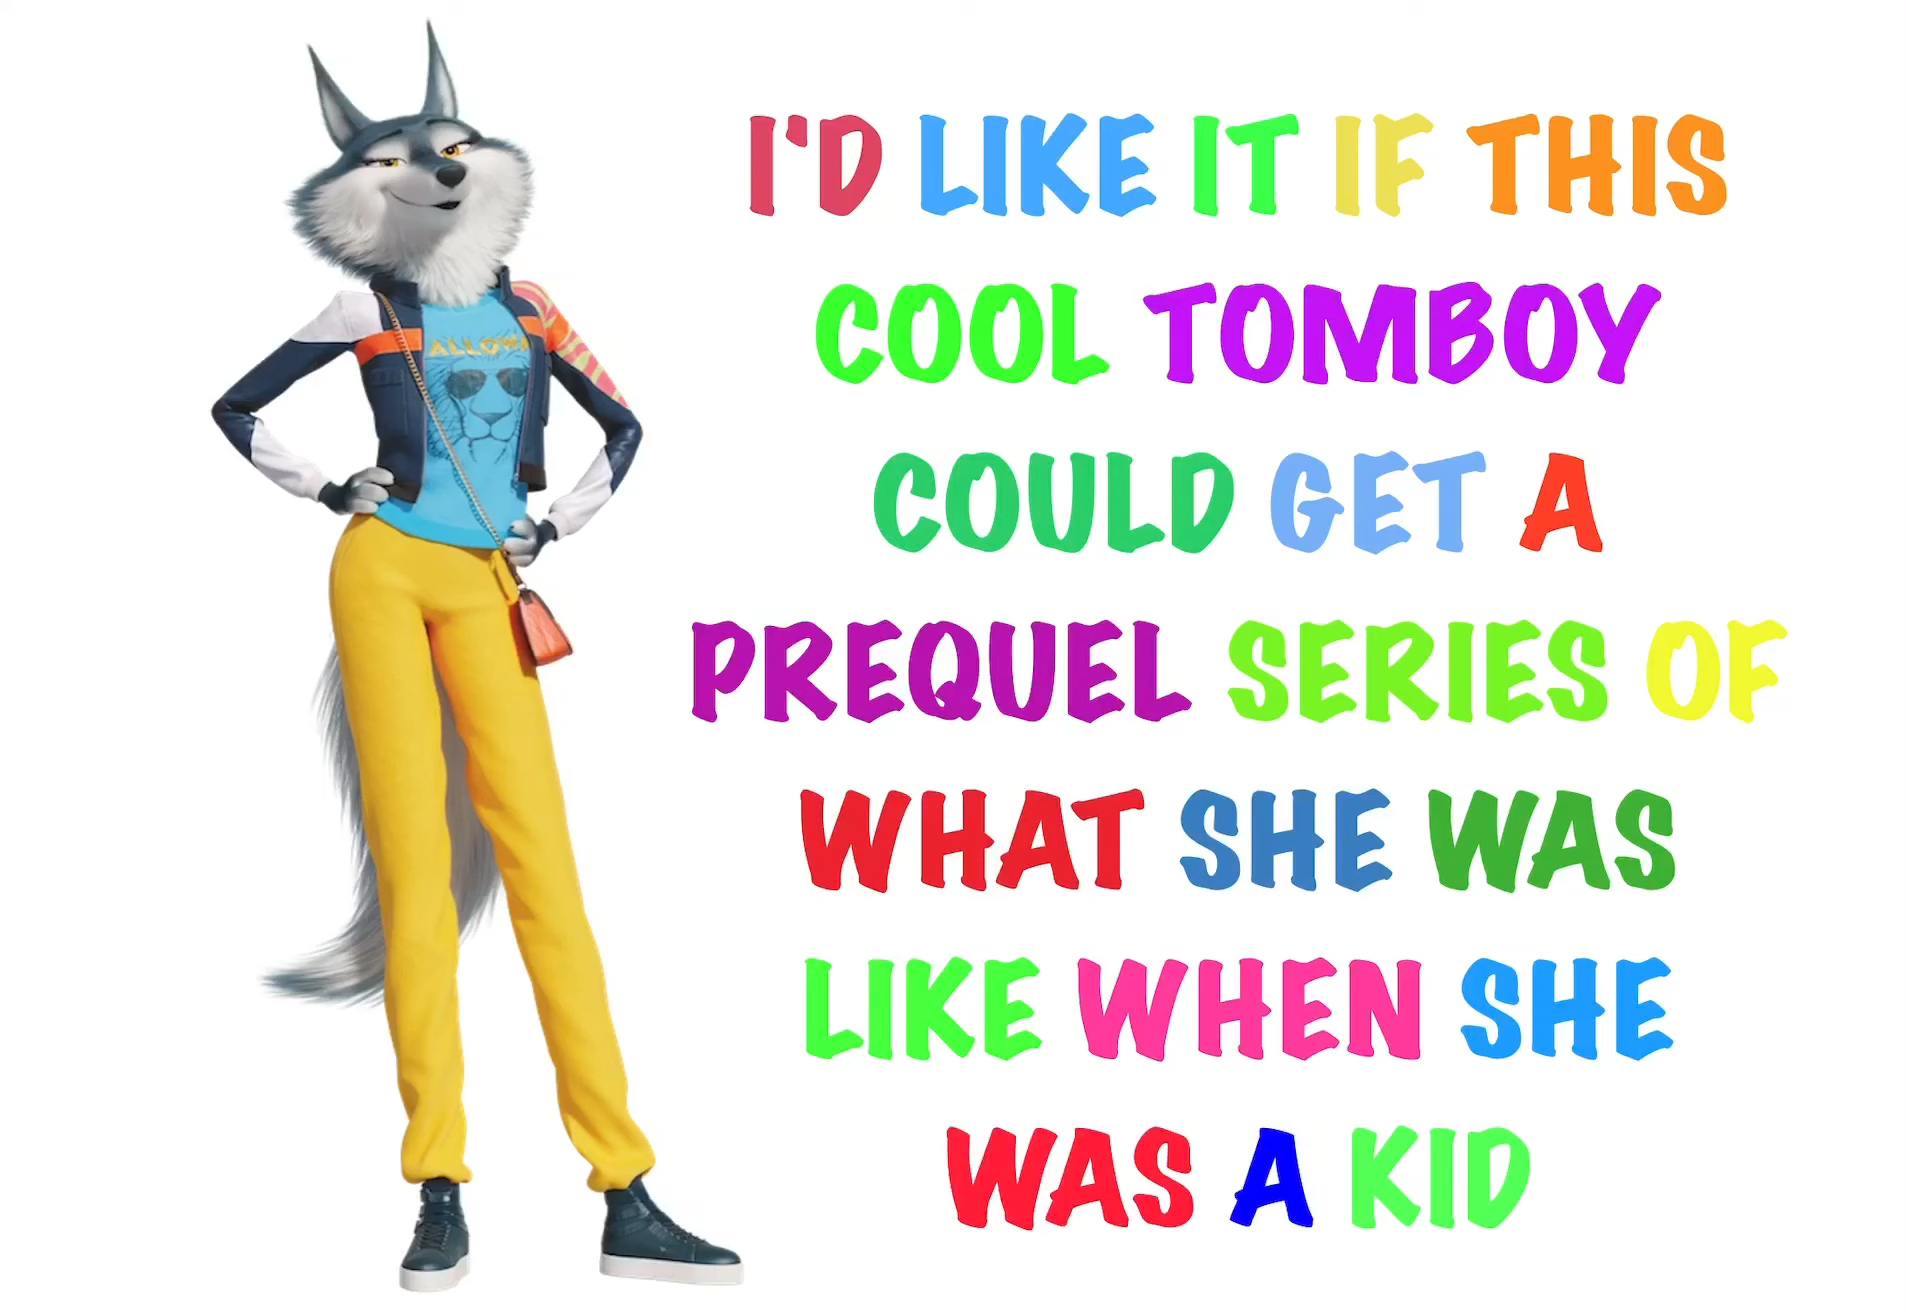 I'D LIKE IT IF THIS
COOL TOMBOY
COULD GET A
PREQUEL SERIES OF
WHAT SHE WAS
LIKE WHEN SHE
WAS A KID